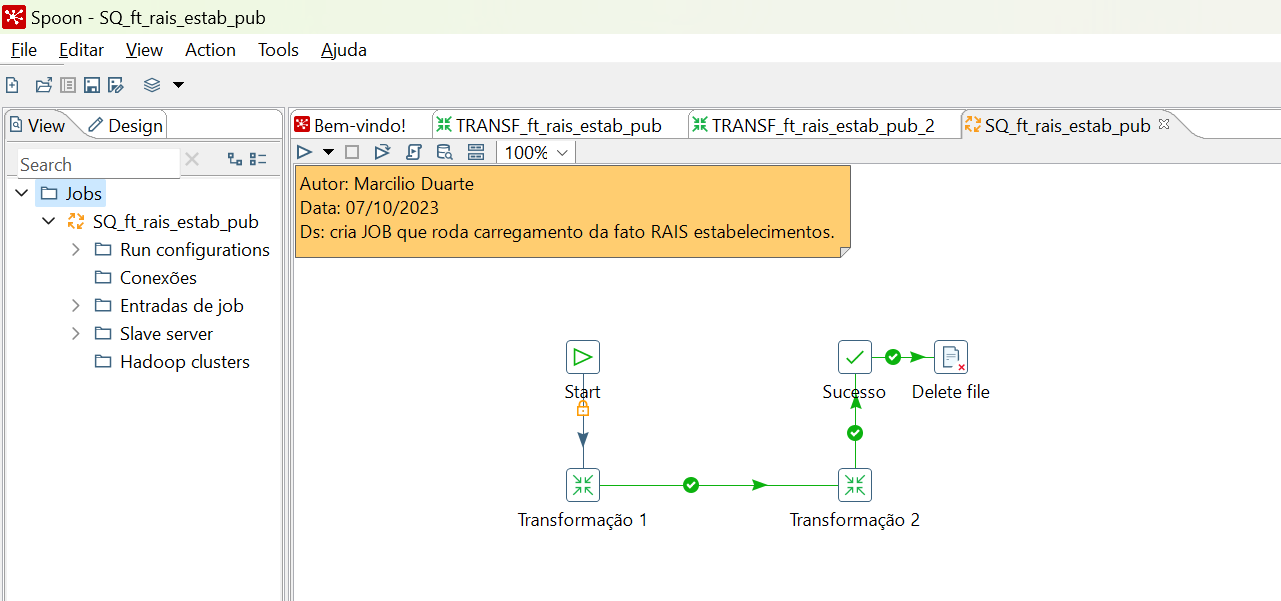 Spoon - SQ_ft_rais_estab_pub
File Editar View Action Tools Ajuda
View Design
Bem-vindo! TRANSF_ft_rais_estab_pub TRANSF_ft_rais_estab_pub_2 SQ_ft_rais_estab_pub
Search
100%
Jobs
SQ_ft_rais_estab_pub
Run configurations
Conexões
Entradas de job
Slave server
Hadoop clusters
Autor: Marcilio Duarte
Data: 07/10/2023
Ds: cria JOB que roda carregamento da fato RAIS estabelecimentos.
Start
Sucesso
Delete file
Transformação 1
Transformação 2